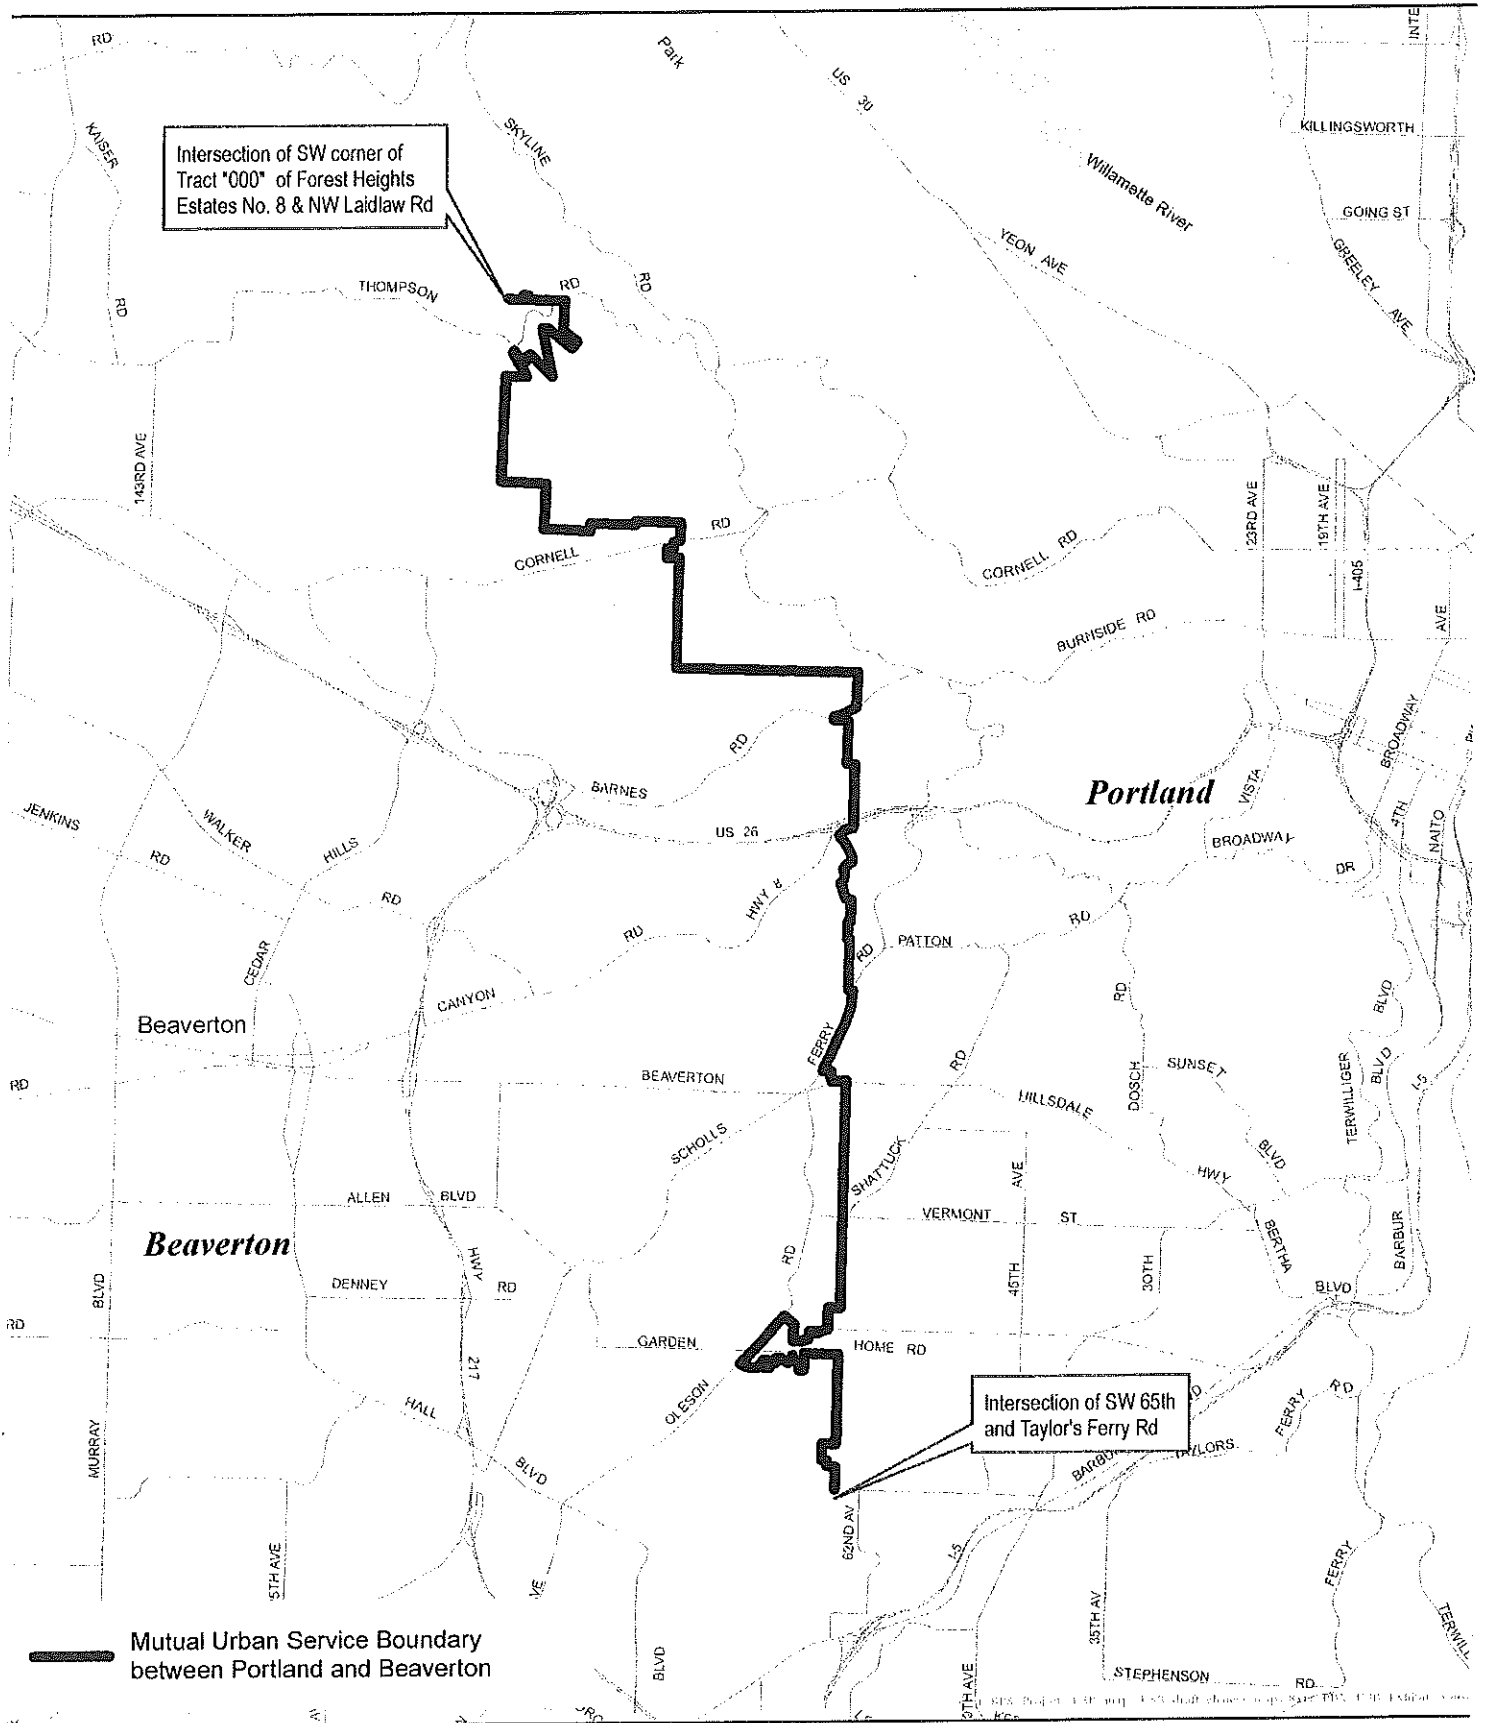 RD
Park
US 30
INTE
KAISER
SKYLINE
KILLINGSWORTH
Intersection of SW corner of
Tract "000" of Forest Heights
Estates No. 8 & NW Laidlaw Rd
Willamette River
GOING ST
YEON AVE
GREELEY AVE
THOMPSON
RD
RD
RD
143RD AVE
CORNELL
RD
CORNELL RD
23RD AVE
19TH AVE
I-405
BURNSIDE RD
AVE
RD
BARNES
Portland
BROADWAY
VISTA
JENKINS
RD
WALKER
RD
HILLS
CEDAR
US 26
4TH
NAITO
BROADWAY
DR
HWY 8
RD
PATTON
RD
RD
CANYON
Beaverton
RD
BLVD
FERRY
RD
RD
BEAVERTON
DOSCH
SUNSET
BLVD
TERWILLIGER
BLVD
I-5
HILLSDALE
HWY
SCHOLLS
SHATTUCK
AVE
ALLEN
BLVD
VERMONT
ST
Beaverton
HWY
RD
BERTHA
BARBUR
DENNEY
RD
45TH
30TH
BLVD
BLVD
RD
GARDEN
HOME RD
217
OLESON
HALL
BLVD
MURRAY
Intersection of SW 65th
and Taylor's Ferry Rd
FERRY
RD
TAYLORS
62ND AV
I-5
5TH AVE
35TH AV
FERRY
TERWILL
Mutual Urban Service Boundary
between Portland and Beaverton
BLVD
STEPHENSON
RD